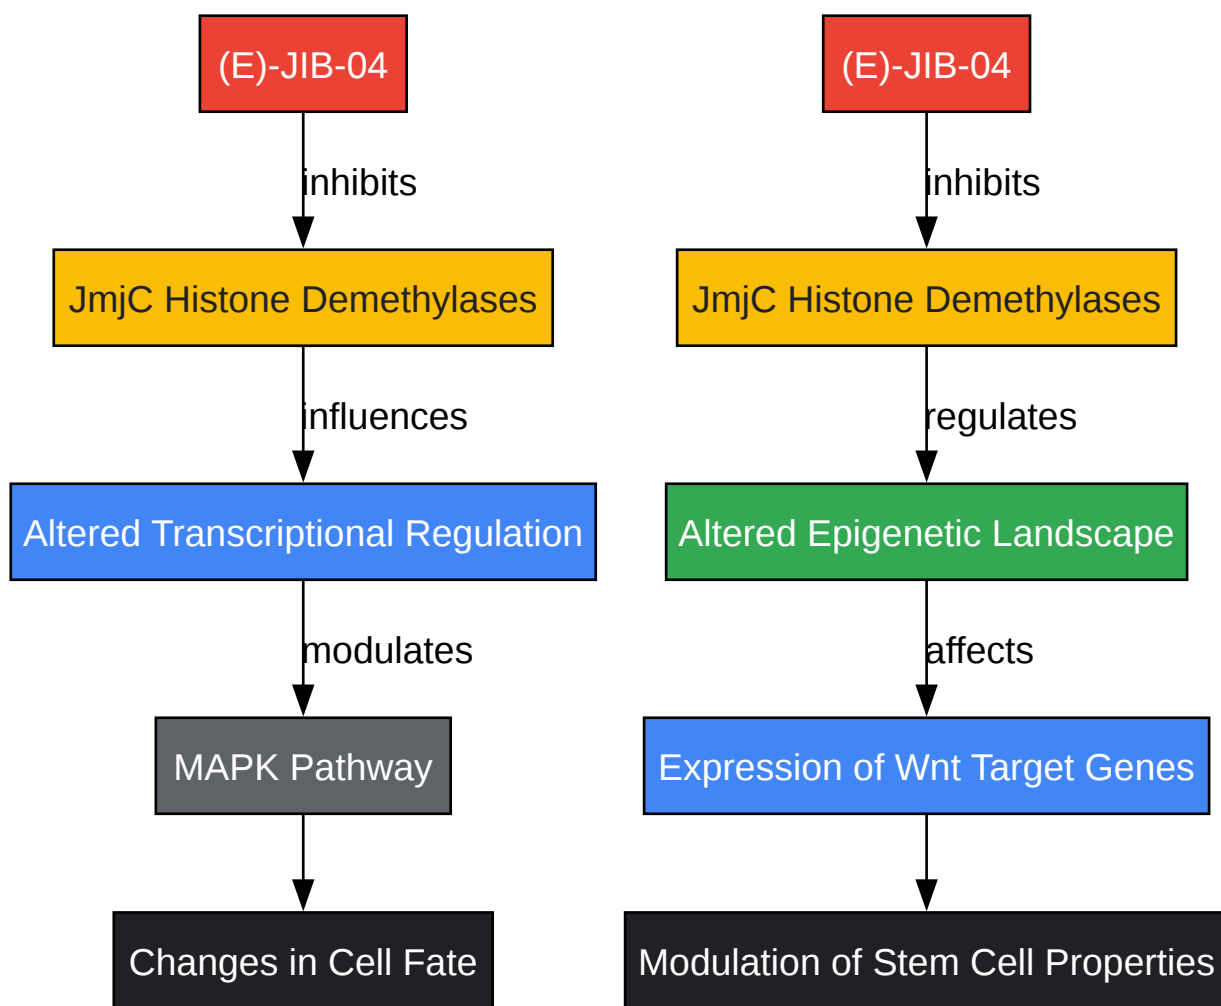 (E)-JIB-04
inhibits
JmjC Histone Demethylases
influences
Altered Transcriptional Regulation
modulates
MAPK Pathway
Changes in Cell Fate
(E)-JIB-04
inhibits
JmjC Histone Demethylases
regulates
Altered Epigenetic Landscape
affects
Expression of Wnt Target Genes
Modulation of Stem Cell Properties